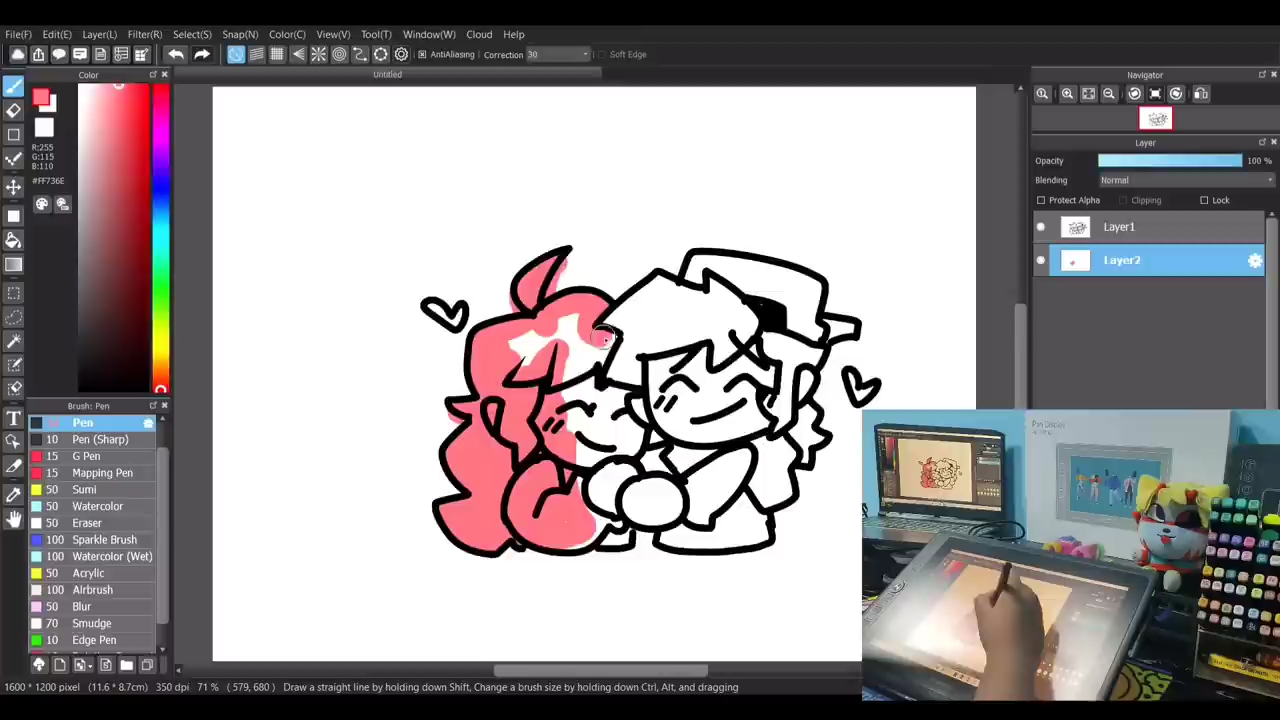 File(F) Edit(E) Layer(L) Filter(R) Select(S) Snap(N) Color(C) View(V) Tool(T) Window(W) Cloud Help
AntiAliasing Correction 30 Soft Edge
Untitled
Color
R:255
G:115
B:110
#FF736E
Brush: Pen
Pen
10 Pen (Sharp)
15 G Pen
15 Mapping Pen
50 Sumi
50 Watercolor
50 Eraser
100 Sparkle Brush
100 Watercolor (Wet)
50 Acrylic
100 Airbrush
50 Blur
70 Smudge
10 Edge Pen
Navigator
Layer
Opacity 100 %
Blending Normal
Protect Alpha Clipping Lock
Layer1
Layer2
Pen Display
1600 * 1200 pixel (11.6 * 8.7cm) 350 dpi 71 % ( 579, 680 ) Draw a straight line by holding down Shift, Change a brush size by holding down Ctrl, Alt, and dragging